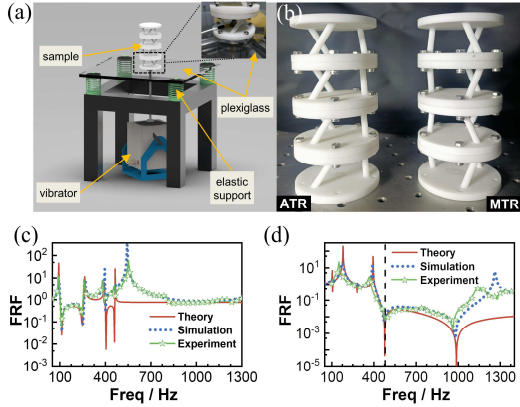 (a)
sample
plexiglass
elastic
support
vibrator
(b)
ATR
MTR
(c)
FRF
10²
10¹
10⁰
10⁻¹
10⁻²
10⁻³
Theory
Simulation
Experiment
100 400 700 1000 1300
Freq / Hz
(d)
FRF
10³
10¹
10⁻¹
10⁻³
10⁻⁵
Theory
Simulation
Experiment
100 400 700 1000 1400
Freq / Hz